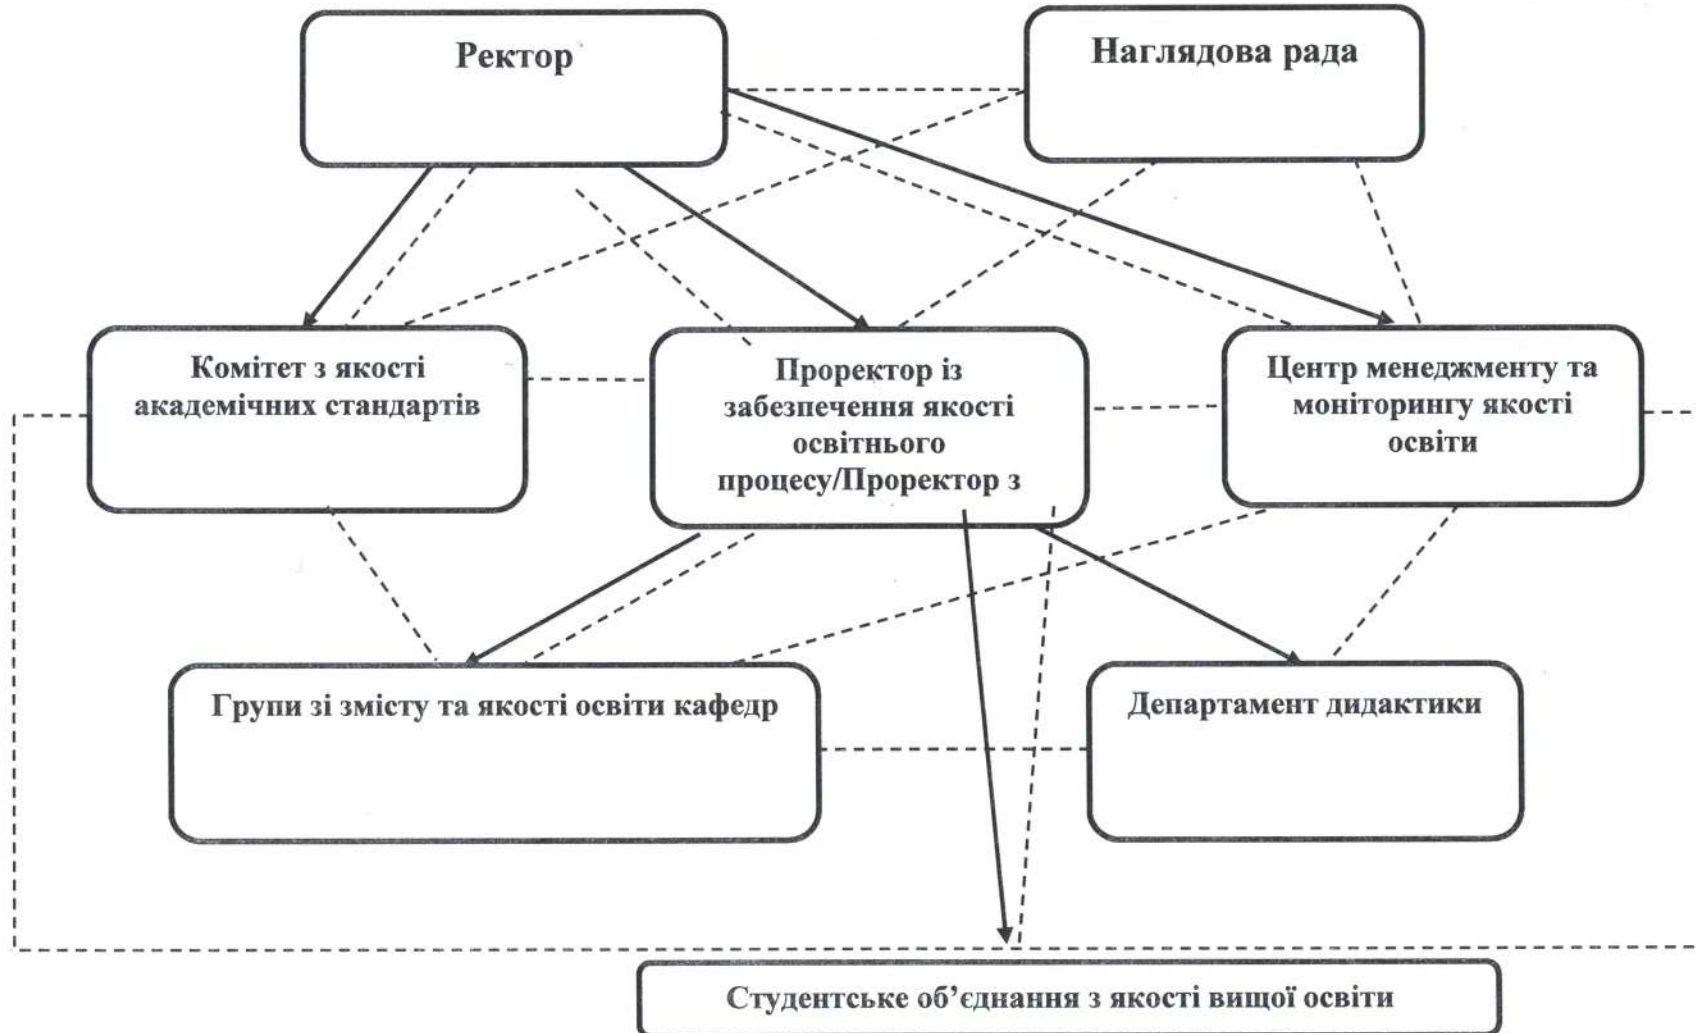 Ректор
Наглядова рада
Комітет з якості
академічних стандартів
Проректор із
забезпечення якості
освітнього
процесу/Проректор з
Центр менеджменту та
моніторингу якості
освіти
Групи зі змісту та якості освіти кафедр
Департамент дидактики
Студентське об’єднання з якості вищої освіти